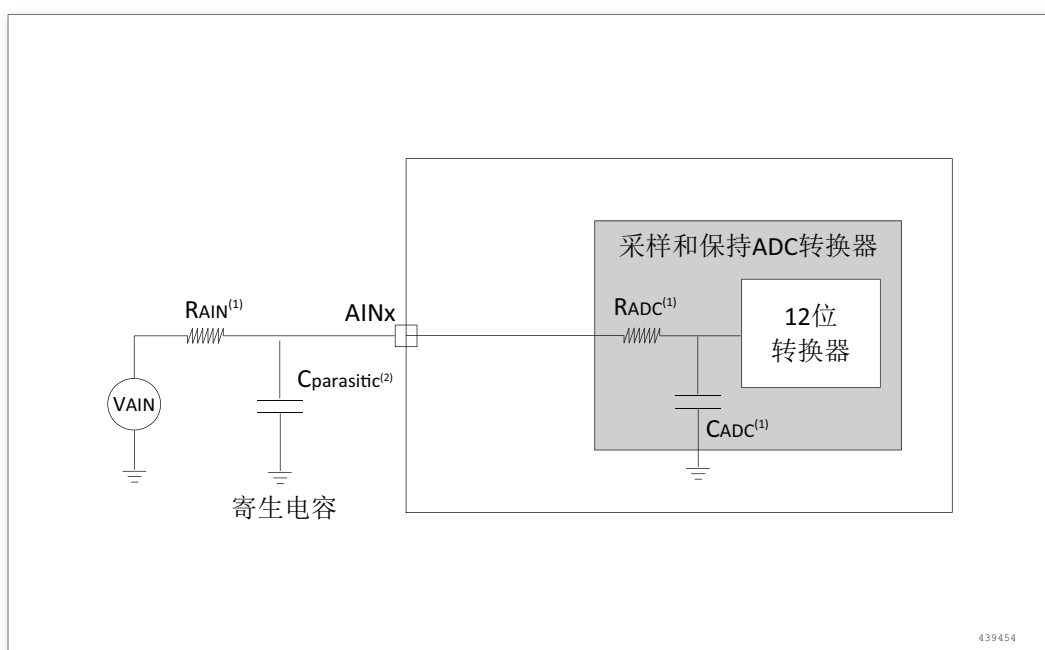 采样和保持ADC转换器
RAIN(1)
AINx
RADC(1)
12位
转换器
Cparasitic(2)
VAIN
CADC(1)
寄生电容
439454